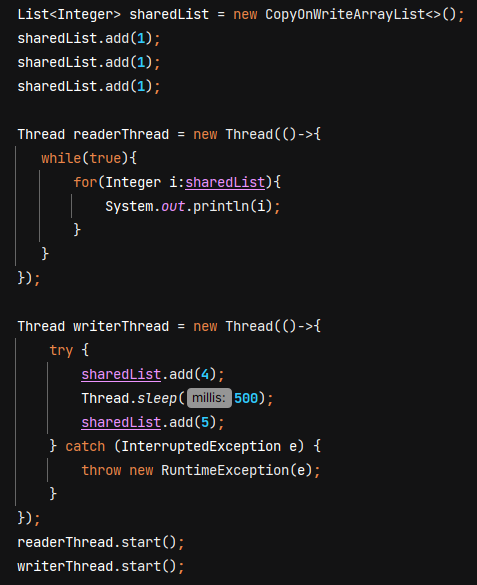 List<Integer> sharedList = new CopyOnWriteArrayList<>();
sharedList.add(1);
sharedList.add(1);
sharedList.add(1);

Thread readerThread = new Thread(()->{
   while(true){
       for(Integer i:sharedList){
           System.out.println(i);
       }
   }
});

Thread writerThread = new Thread(()->{
    try {
        sharedList.add(4);
        Thread.sleep( millis: 500);
        sharedList.add(5);
    } catch (InterruptedException e) {
        throw new RuntimeException(e);
    }
});
readerThread.start();
writerThread.start();